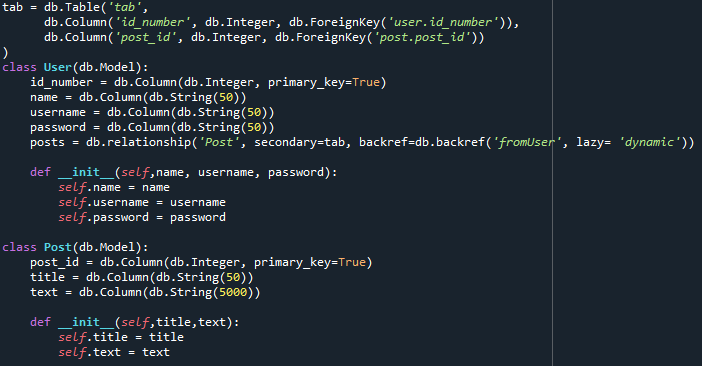 tab = db.Table('tab',
db.Column('id_number', db.Integer, db.ForeignKey('user.id_number')),
db.Column('post_id', db.Integer, db.ForeignKey('post.post_id'))
)
class User(db.Model):
id_number = db.Column(db.Integer, primary_key=True)
name = db.Column(db.String(50))
username = db.Column(db.String(50))
password = db.Column(db.String(50))
posts = db.relationship('Post', secondary=tab, backref=db.backref('fromUser', lazy= 'dynamic'))
def __init__(self,name, username, password):
self.name = name
self.username = username
self.password = password
class Post(db.Model):
post_id = db.Column(db.Integer, primary_key=True)
title = db.Column(db.String(50))
text = db.Column(db.String(5000))
def __init__(self,title,text):
self.title = title
self.text = text